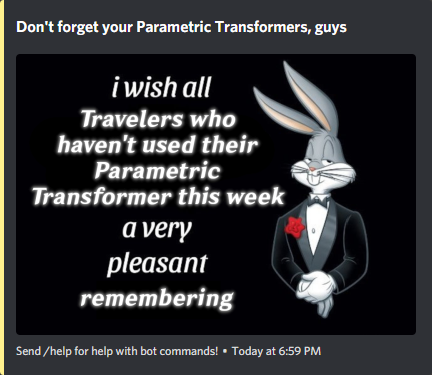 Don't forget your Parametric Transformers, guys
i wish all
Travelers who
haven't used their
Parametric
Transformer this week
a very
pleasant
remembering
Send /help for help with bot commands! • Today at 6:59 PM